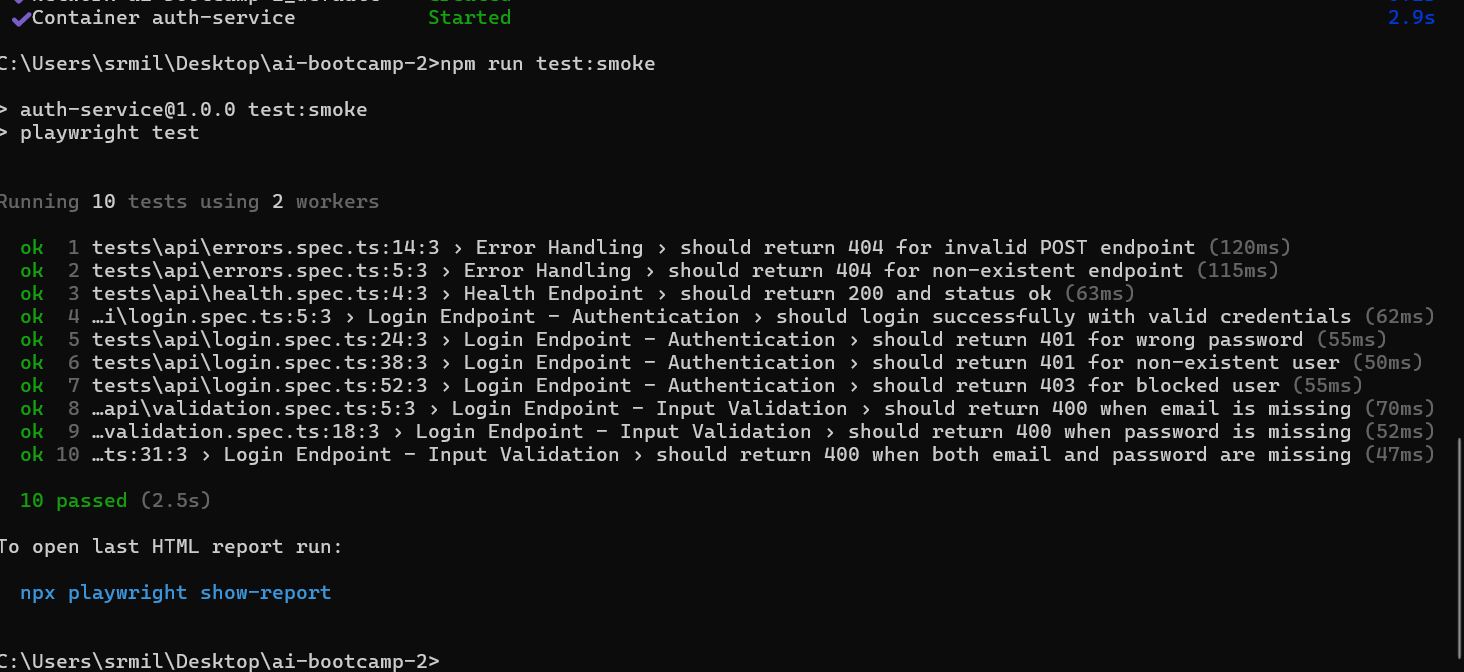 Container auth-service Started 2.9s
C:\Users\srmil\Desktop\ai-bootcamp-2>npm run test:smoke
> auth-service@1.0.0 test:smoke
> playwright test
Running 10 tests using 2 workers
ok 1 tests\api\errors.spec.ts:14:3 › Error Handling › should return 404 for invalid POST endpoint (120ms)
ok 2 tests\api\errors.spec.ts:5:3 › Error Handling › should return 404 for non-existent endpoint (115ms)
ok 3 tests\api\health.spec.ts:4:3 › Health Endpoint › should return 200 and status ok (63ms)
ok 4 …i\login.spec.ts:5:3 › Login Endpoint - Authentication › should login successfully with valid credentials (62ms)
ok 5 tests\api\login.spec.ts:24:3 › Login Endpoint - Authentication › should return 401 for wrong password (55ms)
ok 6 tests\api\login.spec.ts:38:3 › Login Endpoint - Authentication › should return 401 for non-existent user (50ms)
ok 7 tests\api\login.spec.ts:52:3 › Login Endpoint - Authentication › should return 403 for blocked user (55ms)
ok 8 …api\validation.spec.ts:5:3 › Login Endpoint - Input Validation › should return 400 when email is missing (70ms)
ok 9 …validation.spec.ts:18:3 › Login Endpoint - Input Validation › should return 400 when password is missing (52ms)
ok 10 …ts:31:3 › Login Endpoint - Input Validation › should return 400 when both email and password are missing (47ms)
10 passed (2.5s)
To open last HTML report run:
npx playwright show-report
C:\Users\srmil\Desktop\ai-bootcamp-2>